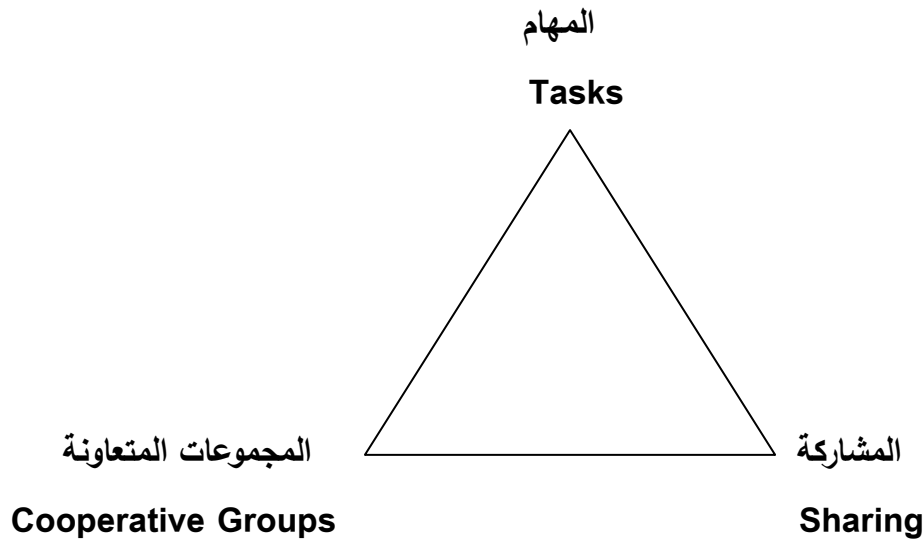 المهام
Tasks
المجموعات المتعاونة
Cooperative Groups
المشاركة
Sharing